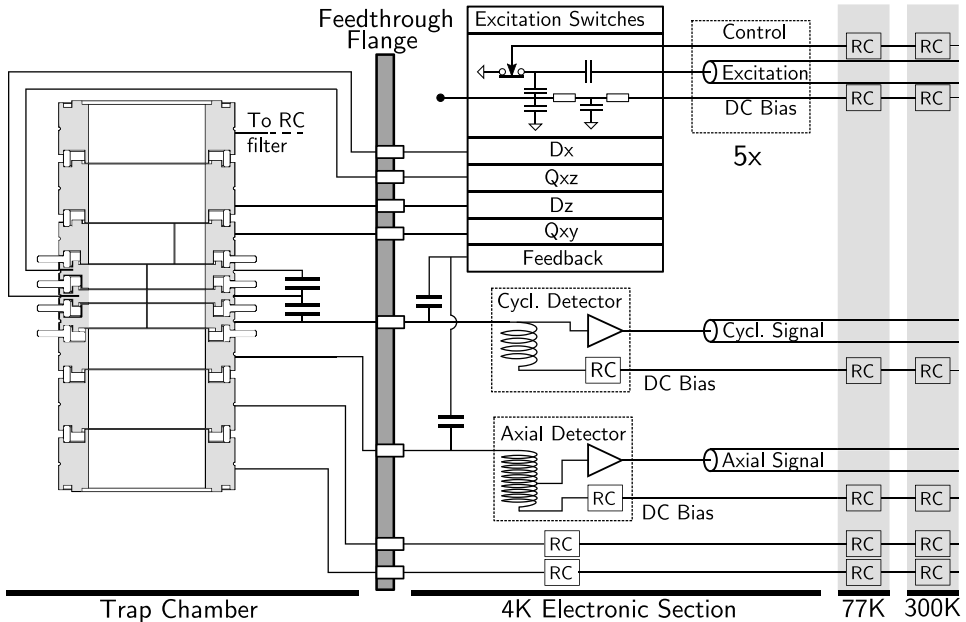 Feedthrough
Flange
Excitation Switches
Control
Excitation
DC Bias
5x
RC
RC
RC
RC
To RC
filter
Dx
Qxz
Dz
Qxy
Feedback
Cycl. Detector
RC
Cycl. Signal
DC Bias
RC
RC
Axial Detector
RC
Axial Signal
DC Bias
RC
RC
RC
RC
RC
RC
RC
RC
Trap Chamber
4K Electronic Section
77K
300K